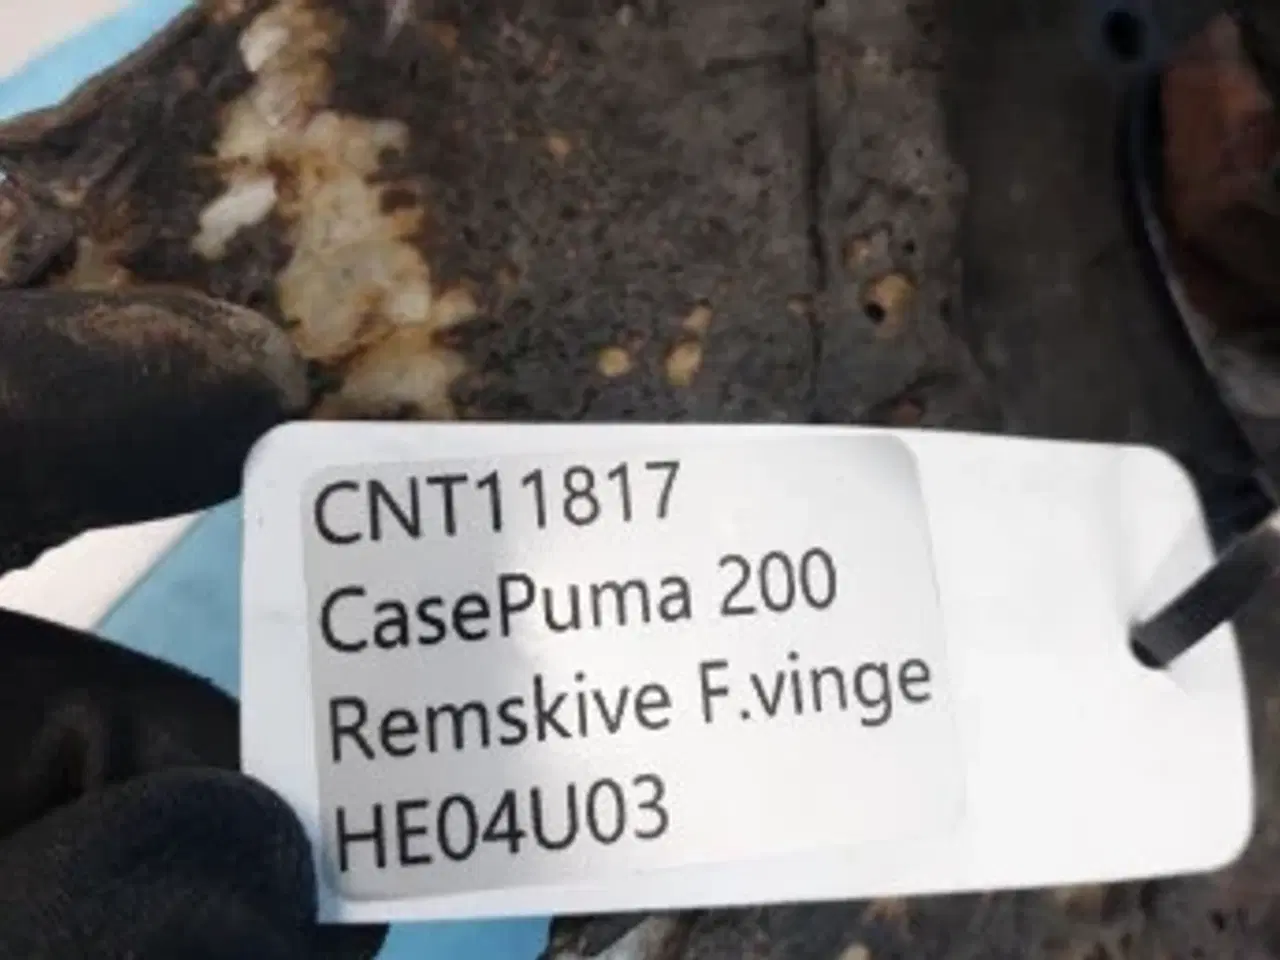 CNT11817
CasePuma 200
Remskive F.vinge
HE04U03